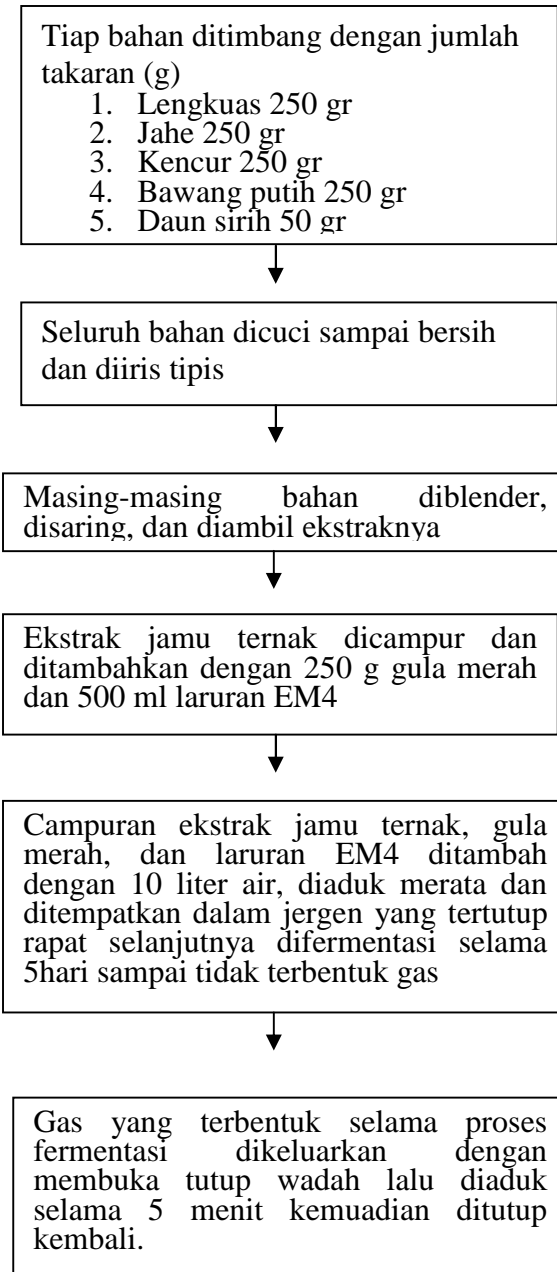 Tiap bahan ditimbang dengan jumlah
takaran (g)
1. Lengkuas 250 gr
2. Jahe 250 gr
3. Kencur 250 gr
4. Bawang putih 250 gr
5. Daun sirih 50 gr
Seluruh bahan dicuci sampai bersih
dan diiris tipis
Masing-masing bahan diblender,
disaring, dan diambil ekstraknya
Ekstrak jamu ternak dicampur dan
ditambahkan dengan 250 g gula merah
dan 500 ml laruran EM4
Campuran ekstrak jamu ternak, gula
merah, dan laruran EM4 ditambah
dengan 10 liter air, diaduk merata dan
ditempatkan dalam jergen yang tertutup
rapat selanjutnya difermentasi selama
5hari sampai tidak terbentuk gas
Gas yang terbentuk selama proses
fermentasi dikeluarkan dengan
membuka tutup wadah lalu diaduk
selama 5 menit kemuadian ditutup
kembali.